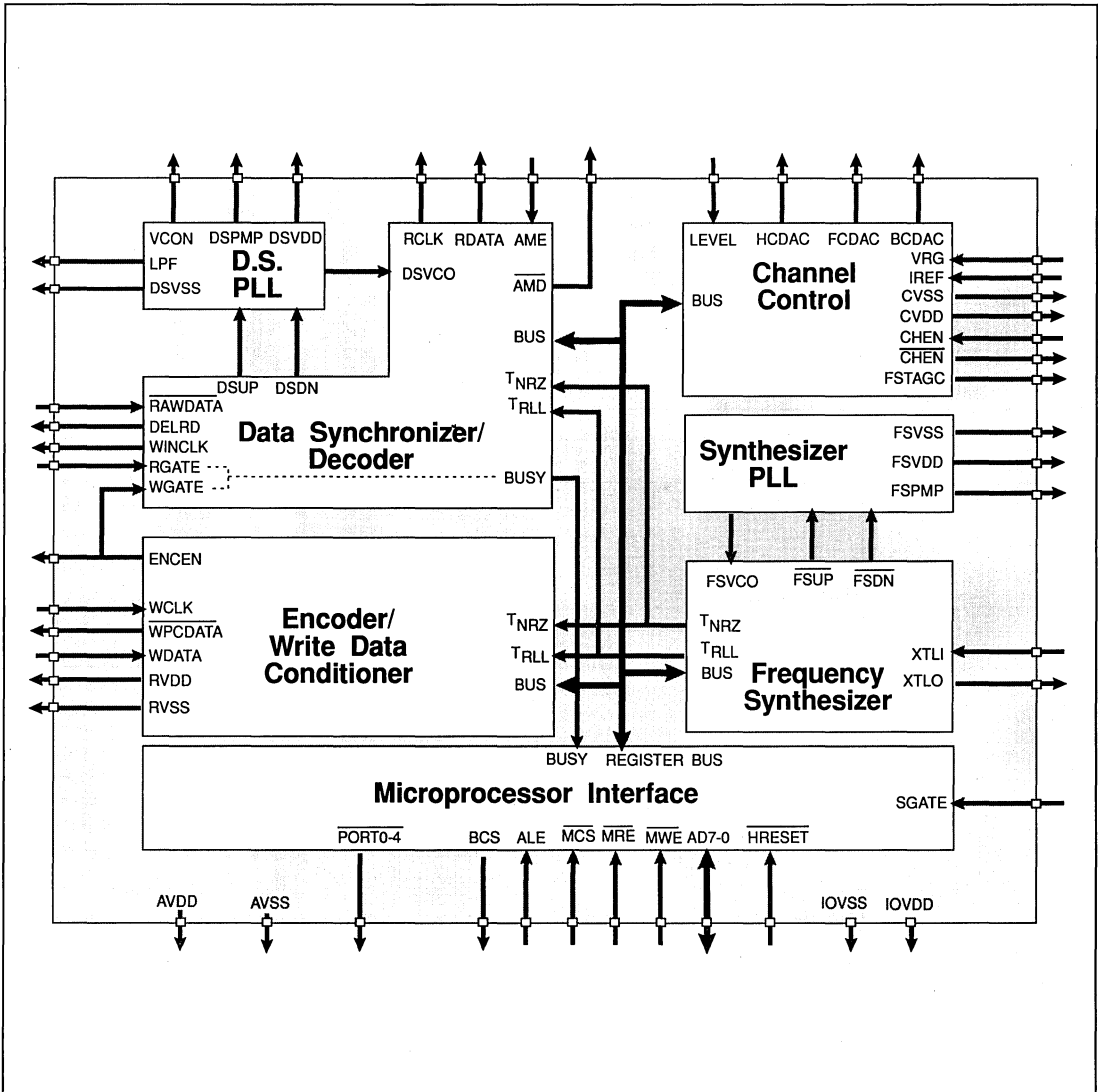 VCON DSPMP DSVDD
LPF
D.S.
PLL
DSVSS
RCLK RDATA AME
DSVCO
AMD
BUS
TNRZ
TRLL
DSUP DSDN
RAWDATA
DELRD
WINCLK
RGATE
WGATE
Data Synchronizer/
Decoder
BUSY
LEVEL HCDAC FCDAC BCDAC
VRG
IREF
CVSS
CVDD
CHEN
CHEN
FSTAGC
Channel
Control
BUS
Synthesizer
PLL
FSVSS
FSVDD
FSPMP
ENCEN
WCLK
WPCDATA
WDATA
RVDD
RVSS
Encoder/
Write Data
Conditioner
TNRZ
TRLL
BUS
FSVCO FSUP FSDN
TNRZ
TRLL
BUS
XTLI
XTLO
Frequency
Synthesizer
BUSY REGISTER BUS
Microprocessor Interface
SGATE
PORT0-4 BCS ALE MCS MRE MWE AD7-0 HRESET
AVDD AVSS IOVSS IOVDD